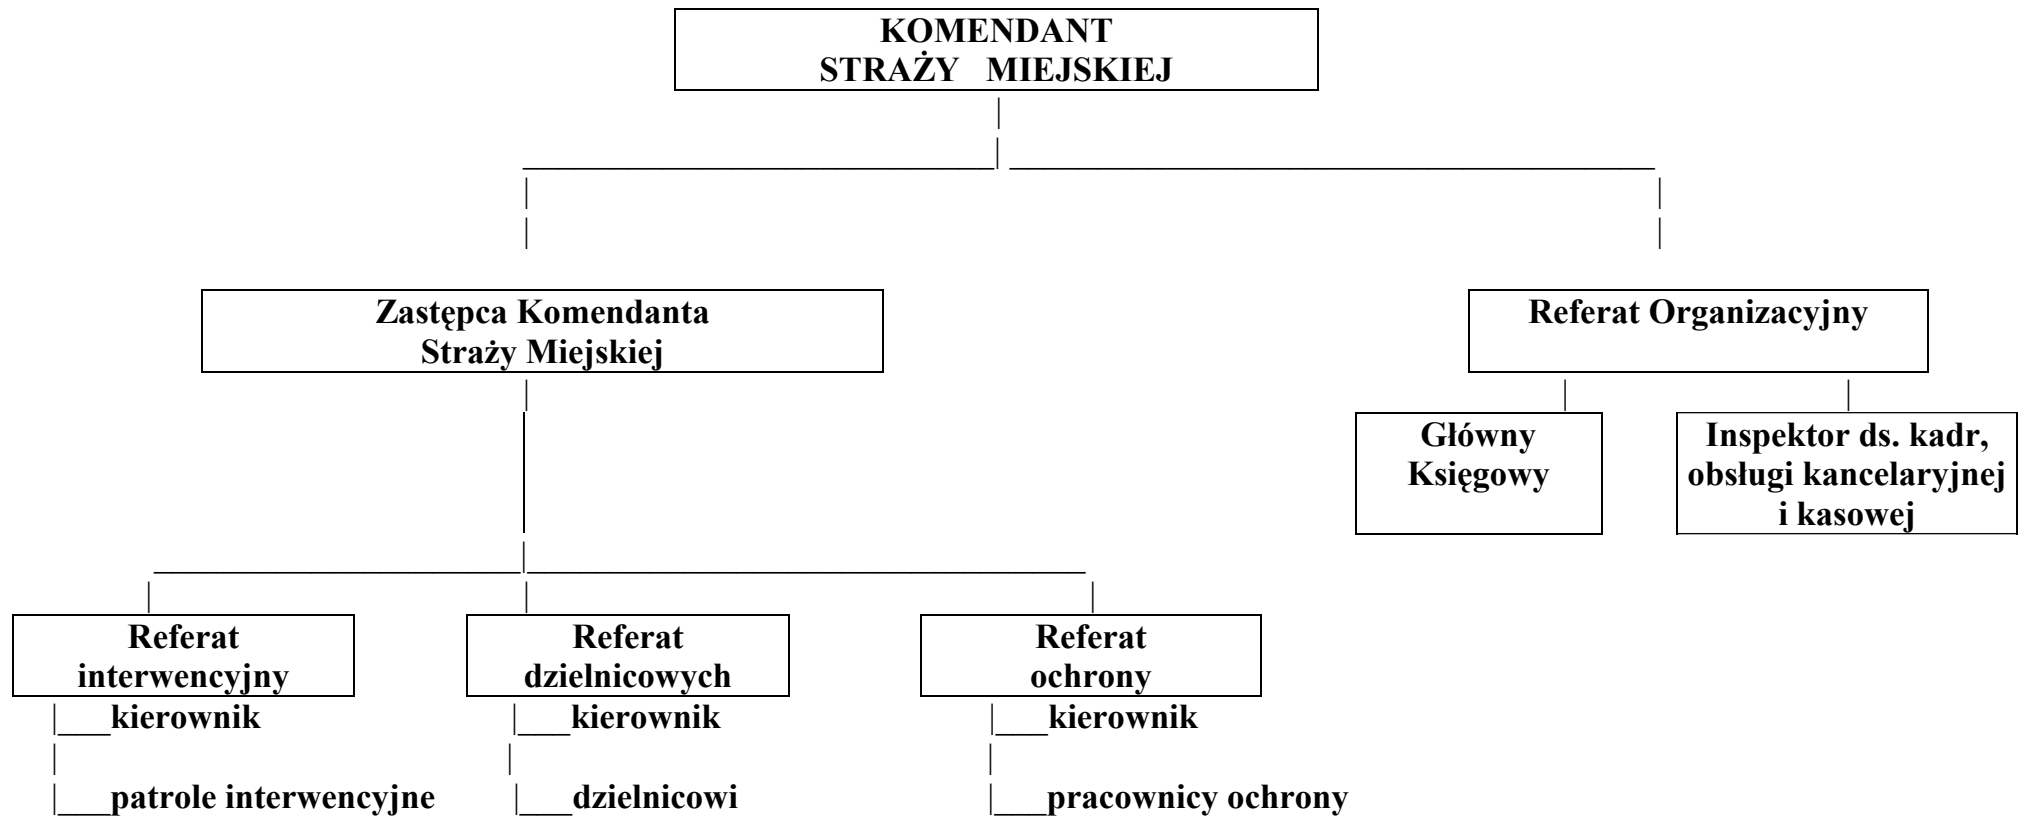 KOMENDANT
STRAŻY MIEJSKIEJ
Zastępca Komendanta
Straży Miejskiej
Referat Organizacyjny
Główny
Księgowy
Inspektor ds. kadr,
obsługi kancelaryjnej
i kasowej
Referat
interwencyjny
kierownik
patrole interwencyjne
Referat
dzielnicowych
kierownik
dzielnicowi
Referat
ochrony
kierownik
pracownicy ochrony